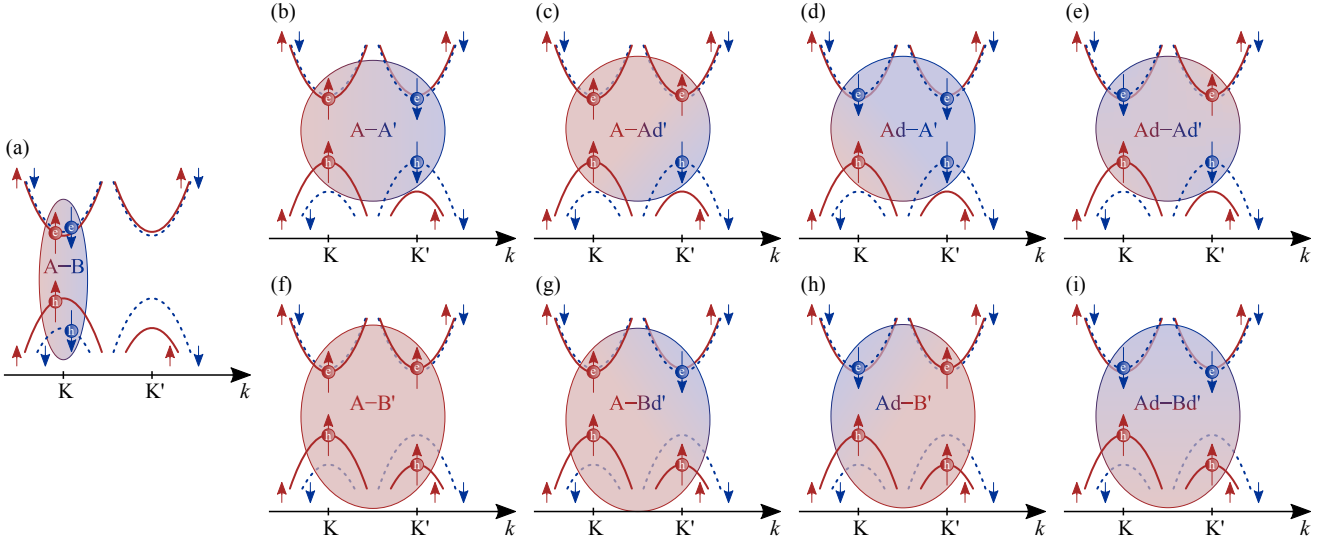 (b)
(c)
(d)
(e)
e e
A–A'
h h
K K' k
e e
A–Ad'
h h
K K' k
e e
Ad–A'
h h
K K' k
e e
Ad–Ad'
h h
K K' k
(a)
e e
A–B
h h
K K' k
(f)
(g)
(h)
(i)
e e
A–B'
h h
K K' k
e e
A–Bd'
h h
K K' k
e e
Ad–B'
h h
K K' k
e e
Ad–Bd'
h h
K K' k